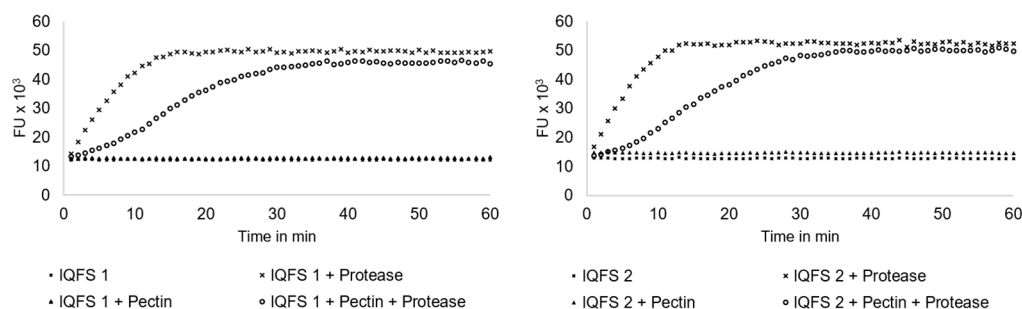 60
50
40
30
20
10
0
FU x 10³
0 10 20 30 40 50 60
Time in min
IQFS 1
IQFS 1 + Protease
IQFS 1 + Pectin
IQFS 1 + Pectin + Protease
60
50
40
30
20
10
0
FU x 10³
0 10 20 30 40 50 60
Time in min
IQFS 2
IQFS 2 + Protease
IQFS 2 + Pectin
IQFS 2 + Pectin + Protease